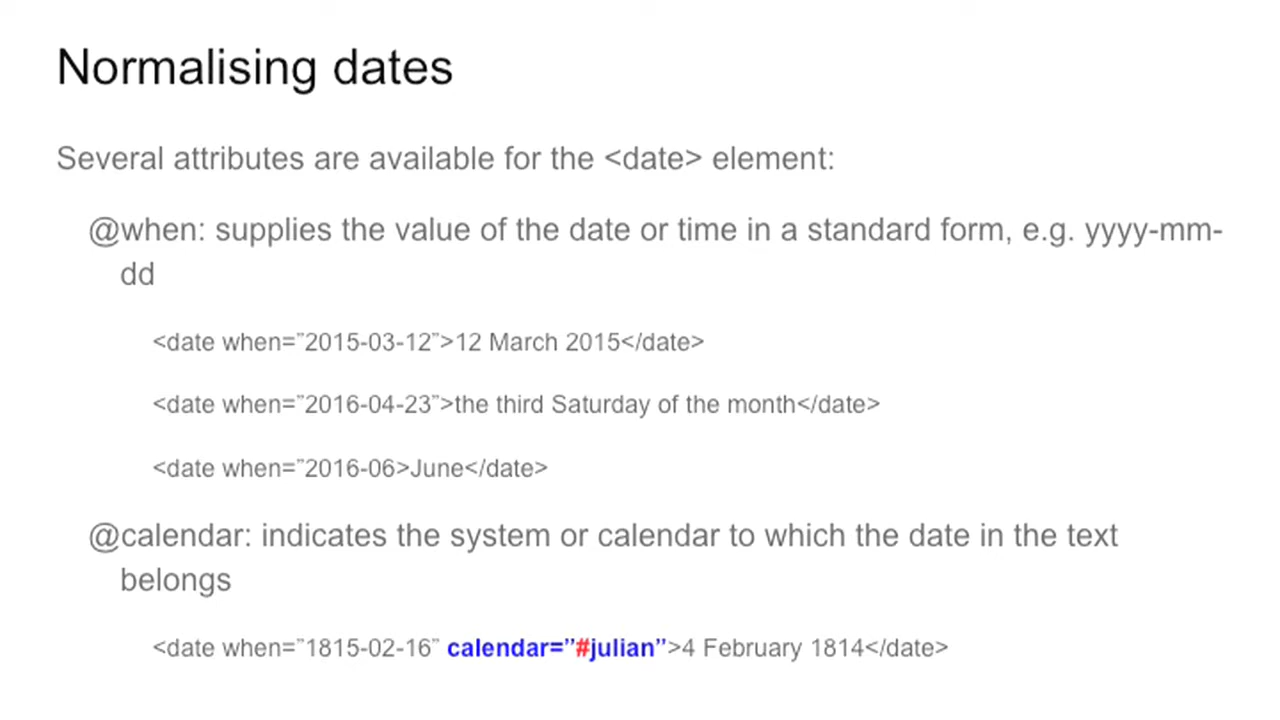 Normalising dates
Several attributes are available for the <date> element:
@when: supplies the value of the date or time in a standard form, e.g. yyyy-mm-
dd
<date when=”2015-03-12”>12 March 2015</date>
<date when=”2016-04-23”>the third Saturday of the month</date>
<date when=”2016-06>June</date>
@calendar: indicates the system or calendar to which the date in the text
belongs
<date when=”1815-02-16” calendar=”#julian”>4 February 1814</date>